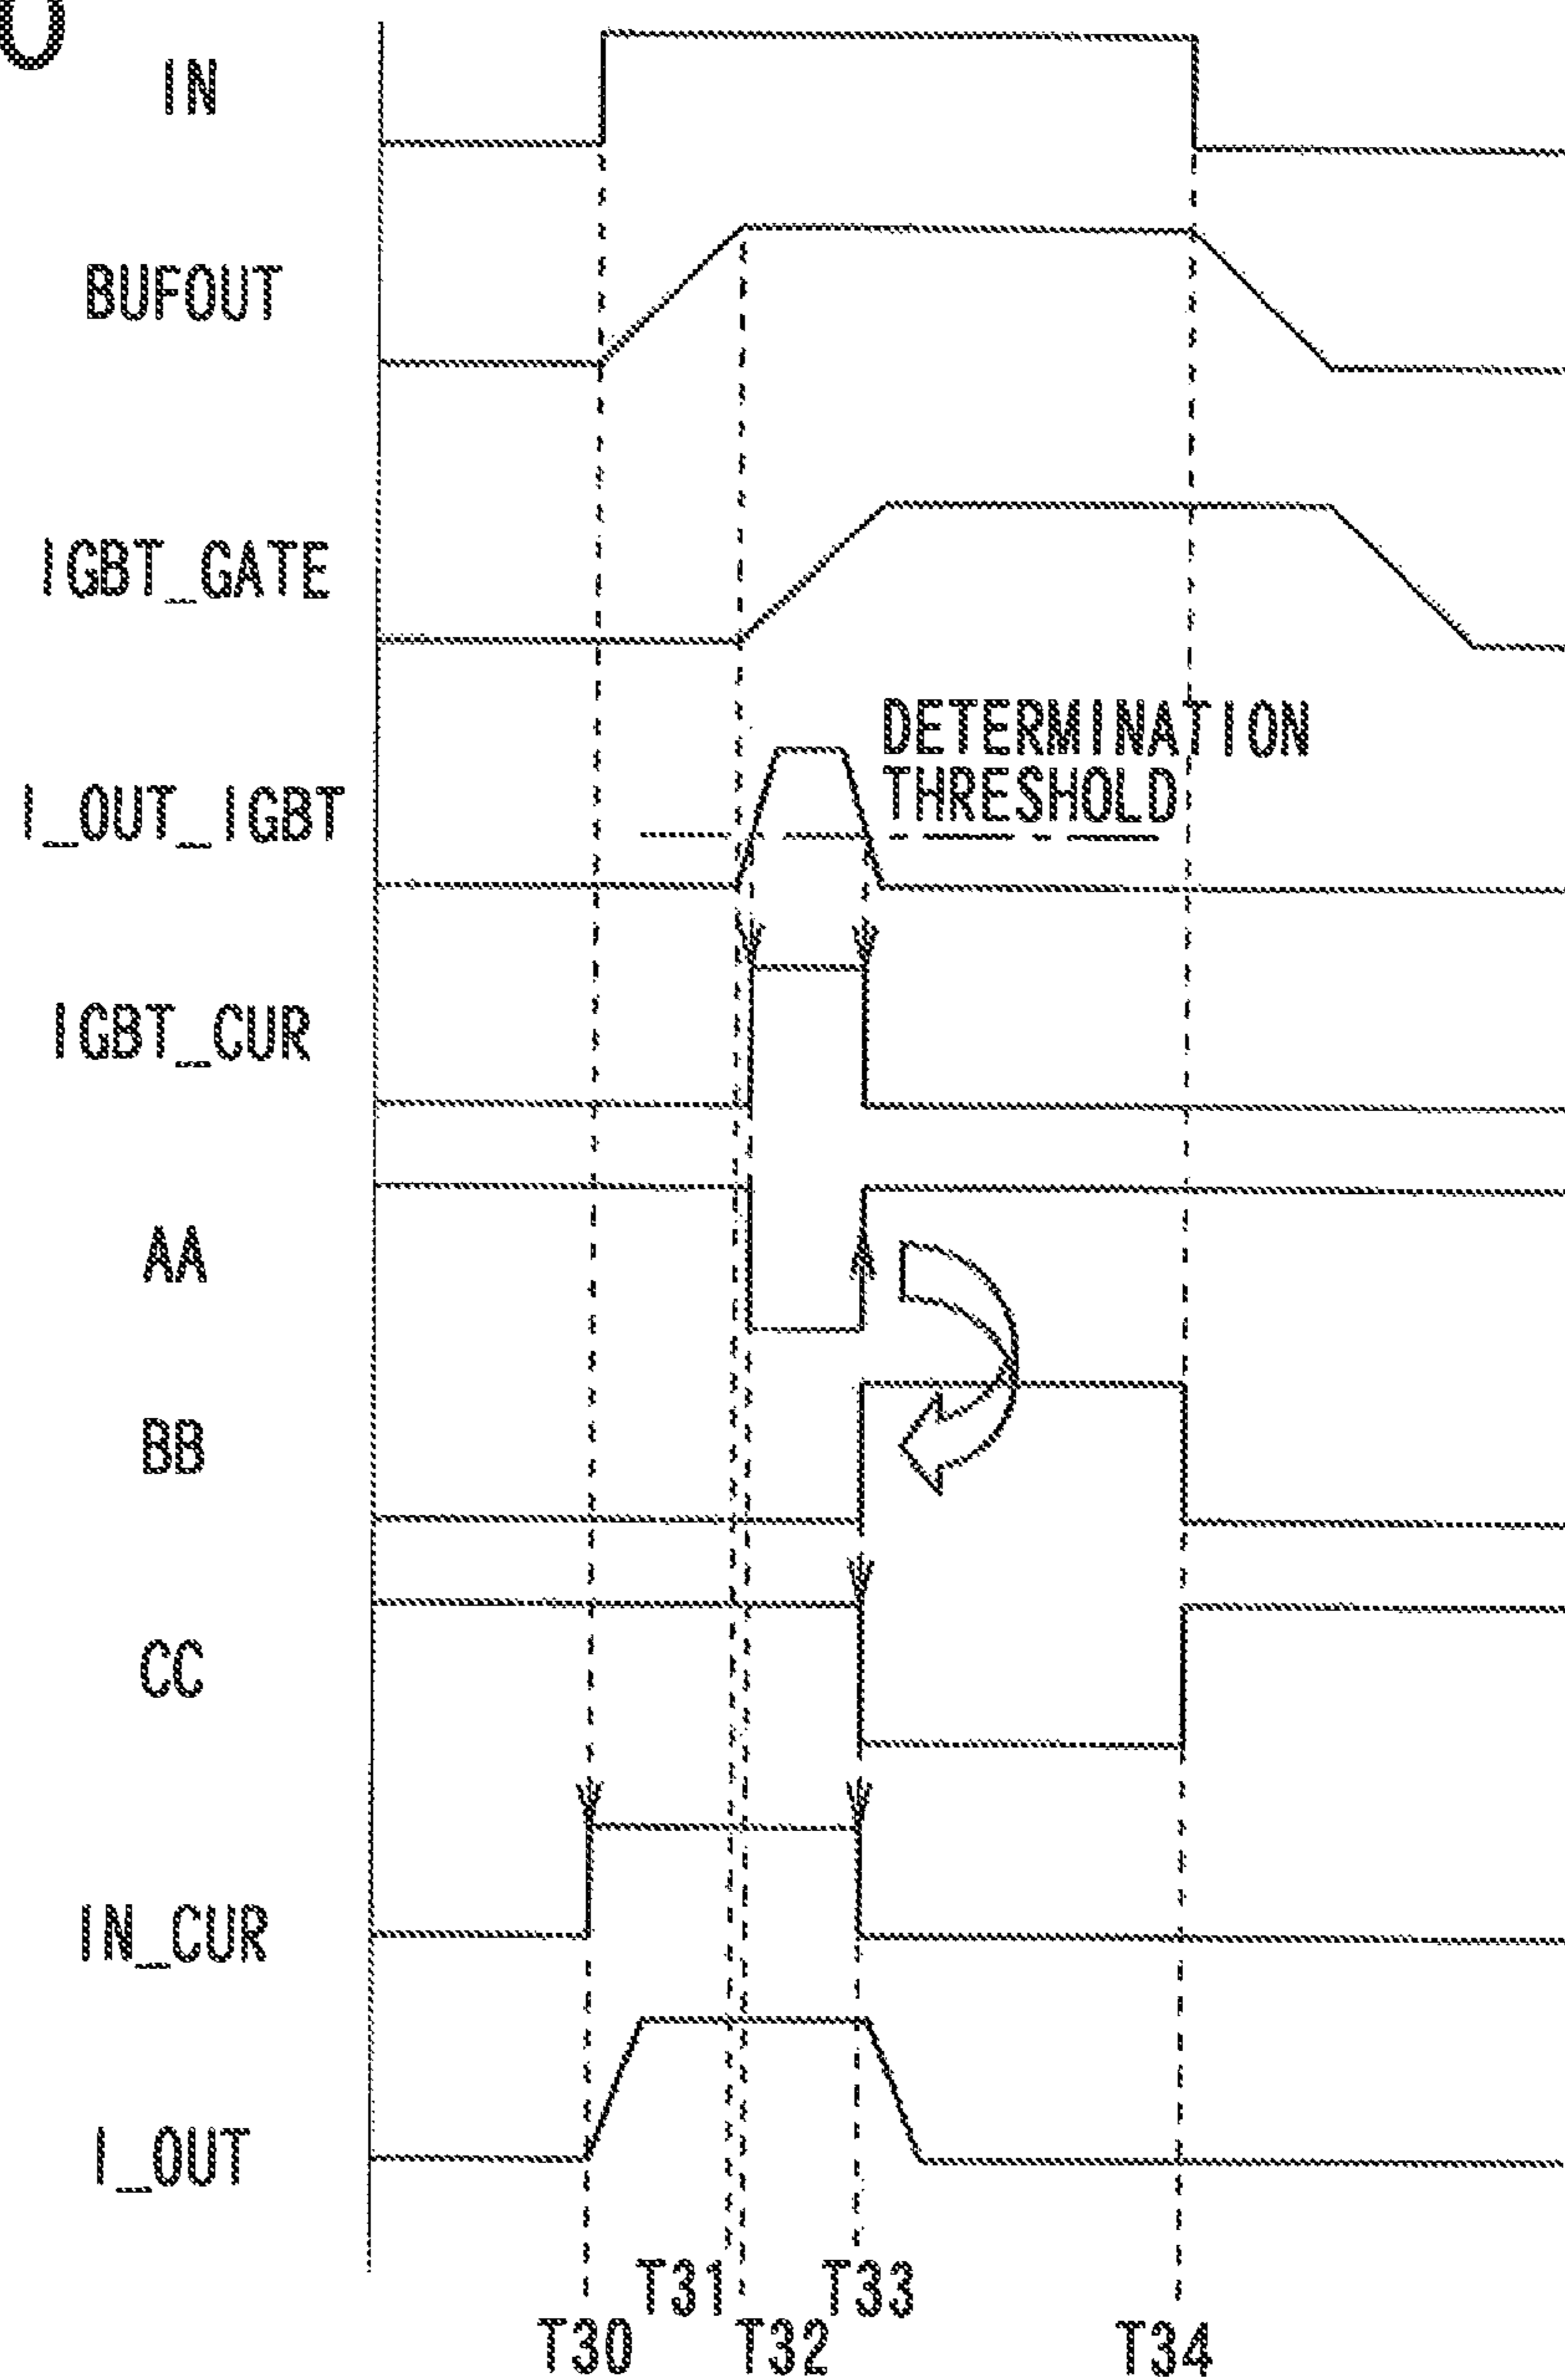 IN
BUFOUT
IGBT_GATE
DETERMINATION
THRESHOLD
I_OUT_IGBT
IGBT_CUR
AA
BB
CC
IN_CUR
I_OUT
T31
T33
T30
T32
T34